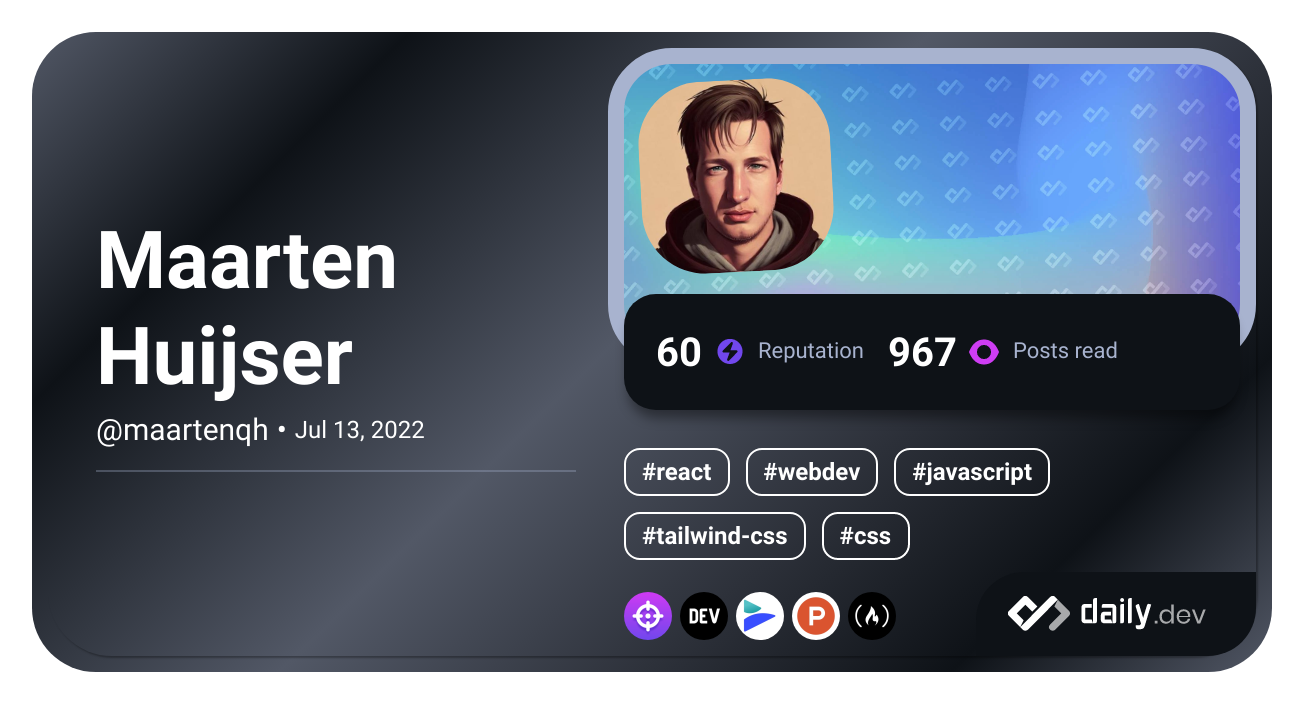 Maarten
Huijser
@maartenqh • Jul 13, 2022
60 Reputation 967 Posts read
#react #webdev #javascript
#tailwind-css #css
DEV P
daily.dev